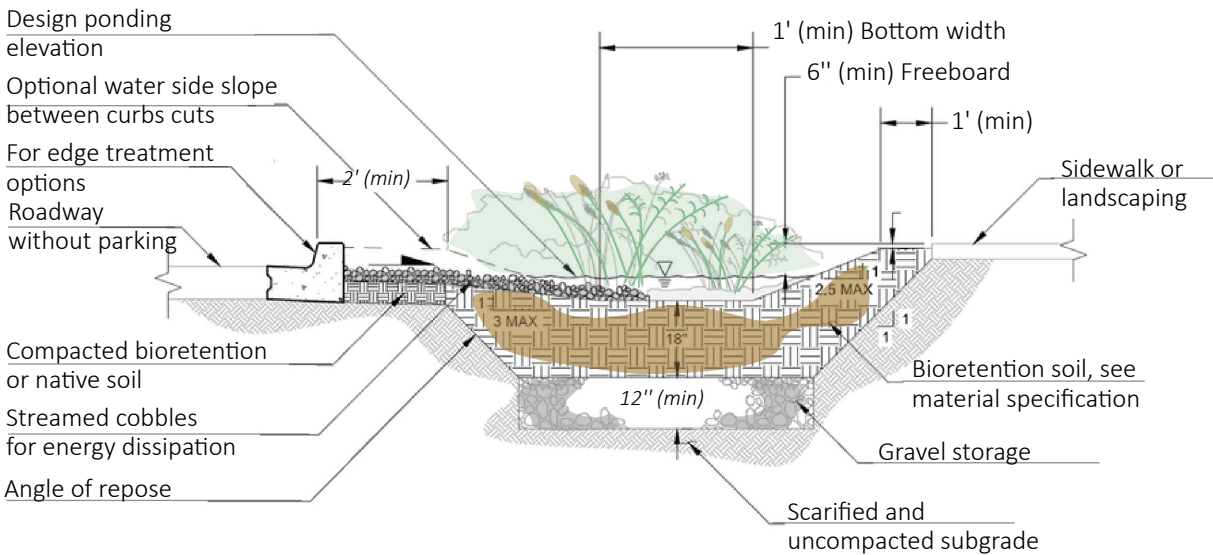 Design ponding
elevation
Optional water side slope
between curbs cuts
For edge treatment
options
Roadway
without parking
2' (min)
1' (min) Bottom width
6'' (min) Freeboard
1' (min)
Sidewalk or
landscaping
1
3 MAX
18"
1
2.5 MAX
1
1
12'' (min)
Compacted bioretention
or native soil
Streamed cobbles
for energy dissipation
Angle of repose
Bioretention soil, see
material specification
Gravel storage
Scarified and
uncompacted subgrade